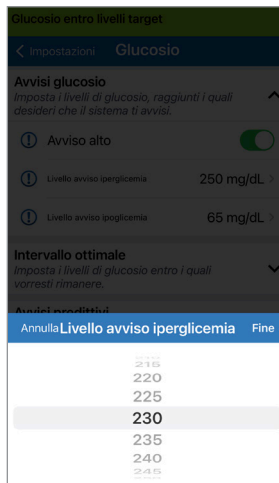 Glucosio entro livelli target
< Impostazioni Glucosio
Avvisi glucosio
Imposta i livelli di glucosio, raggiunti i quali
desideri che il sistema ti avvisi.
Avviso alto
Livello avviso iperglicemia 250 mg/dL >
Livello avviso ipoglicemia 65 mg/dL >
Intervallo ottimale
Imposta i livelli di glucosio entro i quali
vorresti rimanere.
Avvisi predittivi
Annulla Livello avviso iperglicemia Fine
215
220
225
230
235
240
245